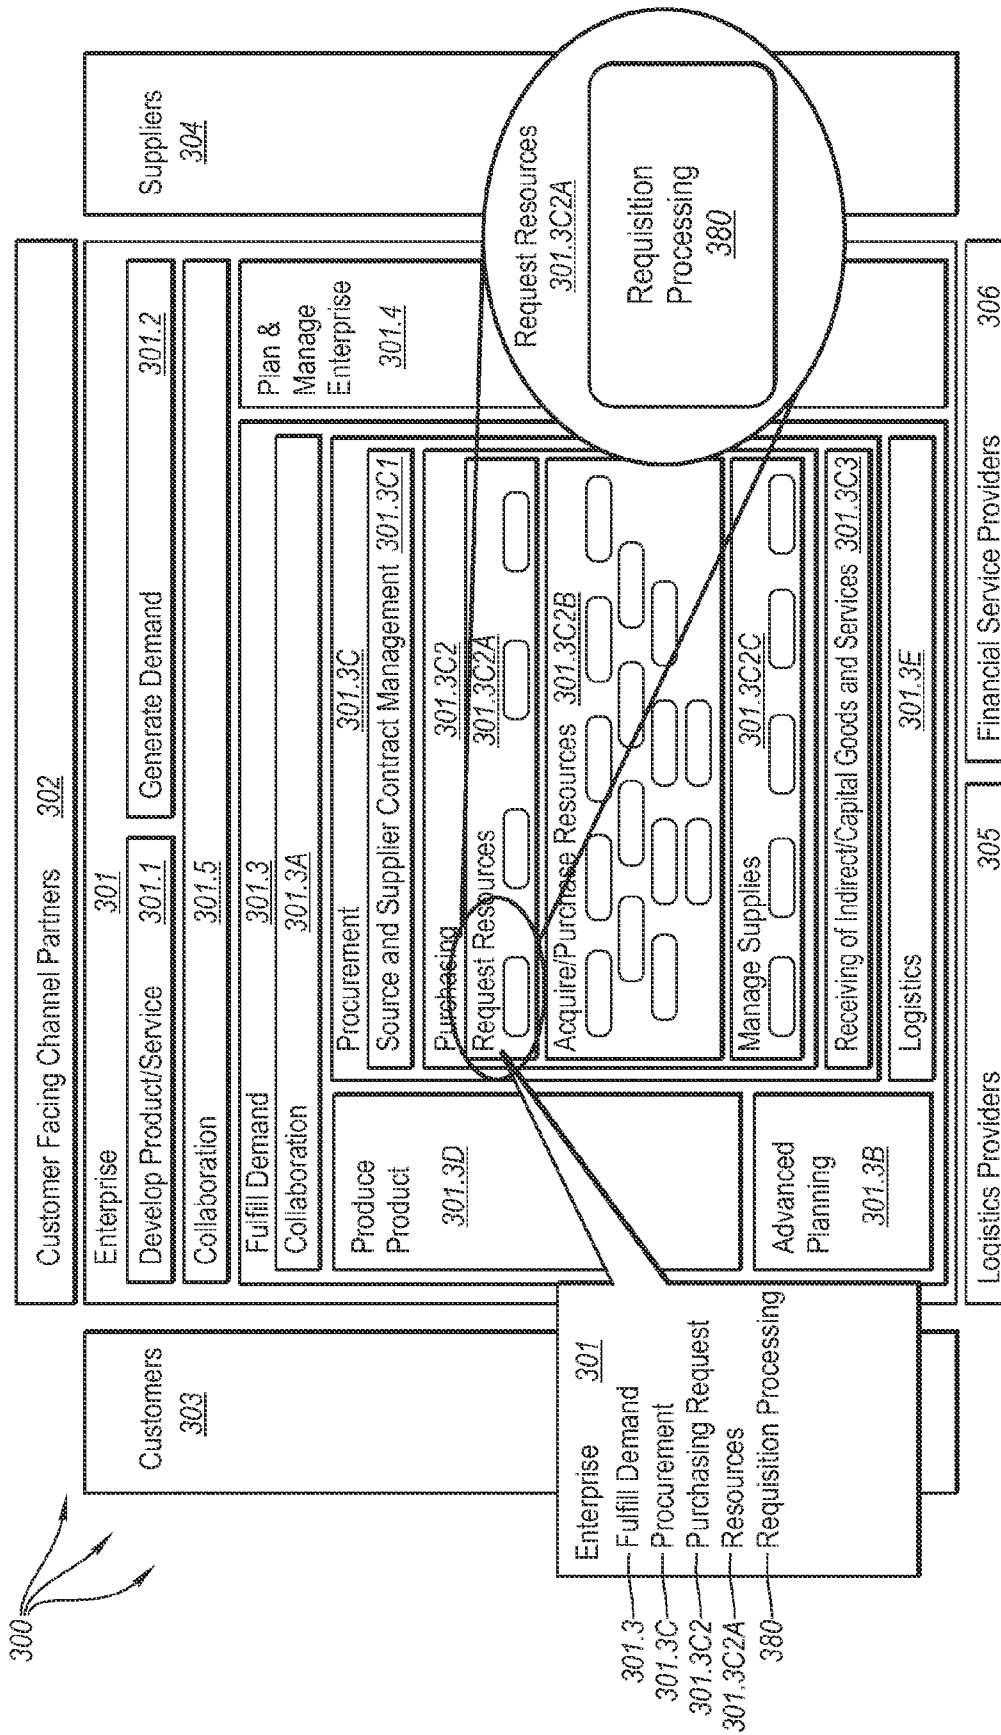 300
Customers
303
Customer Facing Channel Partners 302
Suppliers
304
Enterprise 301
Develop Product/Service 301.1
Generate Demand 301.2
Collaboration 301.5
Fulfill Demand 301.3
Collaboration 301.3A
Plan &
Manage
Enterprise
301.4
Produce
Product
301.3D
Advanced
Planning
301.3B
Procurement 301.3C
Source and Supplier Contract Management 301.3C1
Purchasing 301.3C2
Request Resources 301.3C2A
Acquire/Purchase Resources 301.3C2B
Manage Supplies 301.3C2C
Receiving of Indirect/Capital Goods and Services 301.3C3
Logistics 301.3E
Request Resources
301.3C2A
Requisition
Processing
380
Enterprise 301
301.3 Fulfill Demand
301.3C Procurement
301.3C2 Purchasing Request
301.3C2A Resources
380 Requisition Processing
Logistics Providers 305
Financial Service Providers 306